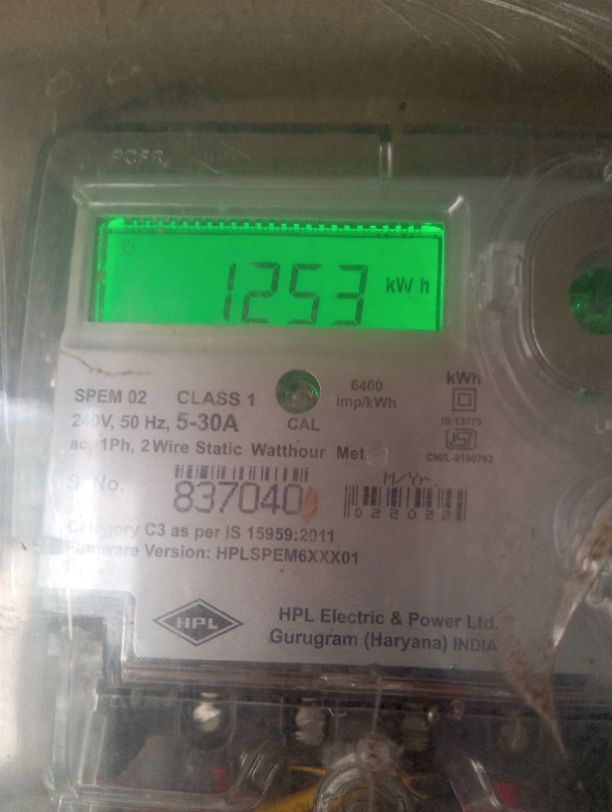 1253 kWh
SPEM 02 CLASS 1
6400 imp/kWh
kWh
240V, 50 Hz, 5-30A
CAL
IS:13779
ac, 1Ph, 2Wire Static Watthour Met
CM/L-9190763
M/Yr.
Sr No. 837040
022022
Category C3 as per IS 15959:2011
Firmware Version: HPLSPEM6XXX01
HPL
HPL Electric & Power Ltd.
Gurugram (Haryana) INDIA